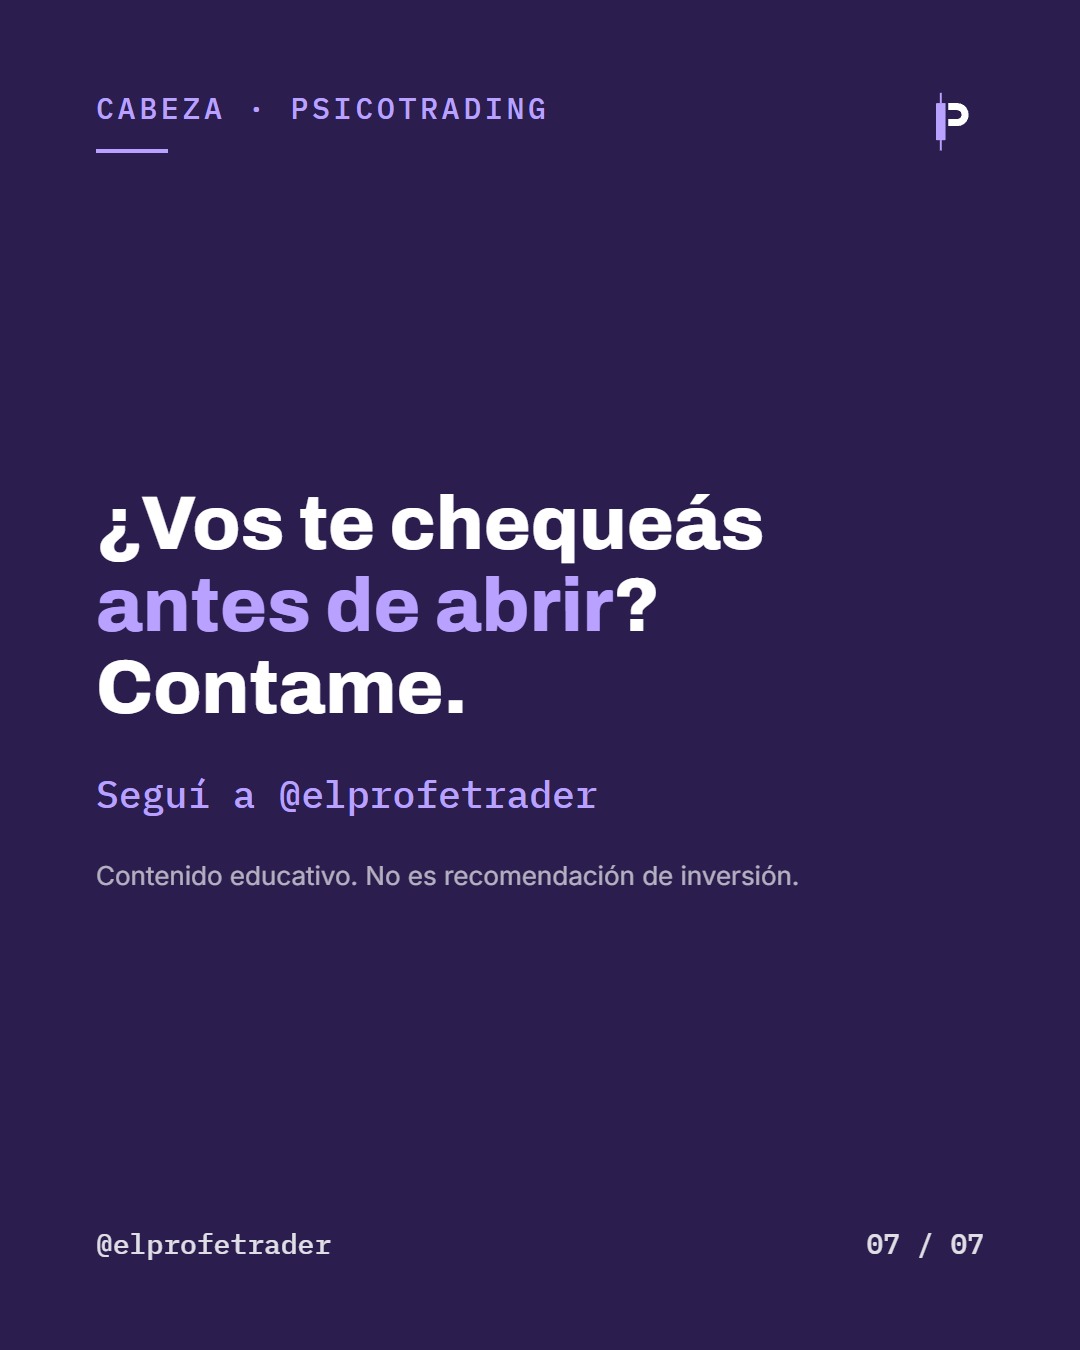 CABEZA · PSICOTRADING
P
¿Vos te chequeás
antes de abrir?
Contame.
Seguí a @elprofetrader
Contenido educativo. No es recomendación de inversión.
@elprofetrader
07 / 07